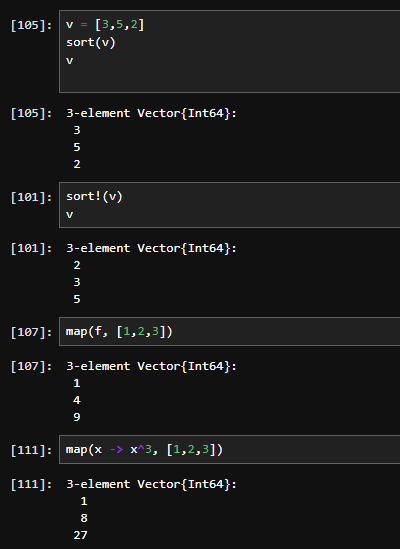 [105]: v = [3,5,2]
sort(v)
v
[105]: 3-element Vector{Int64}:
3
5
2
[101]: sort!(v)
v
[101]: 3-element Vector{Int64}:
2
3
5
[107]: map(f, [1,2,3])
[107]: 3-element Vector{Int64}:
1
4
9
[111]: map(x -> x^3, [1,2,3])
[111]: 3-element Vector{Int64}:
1
8
27